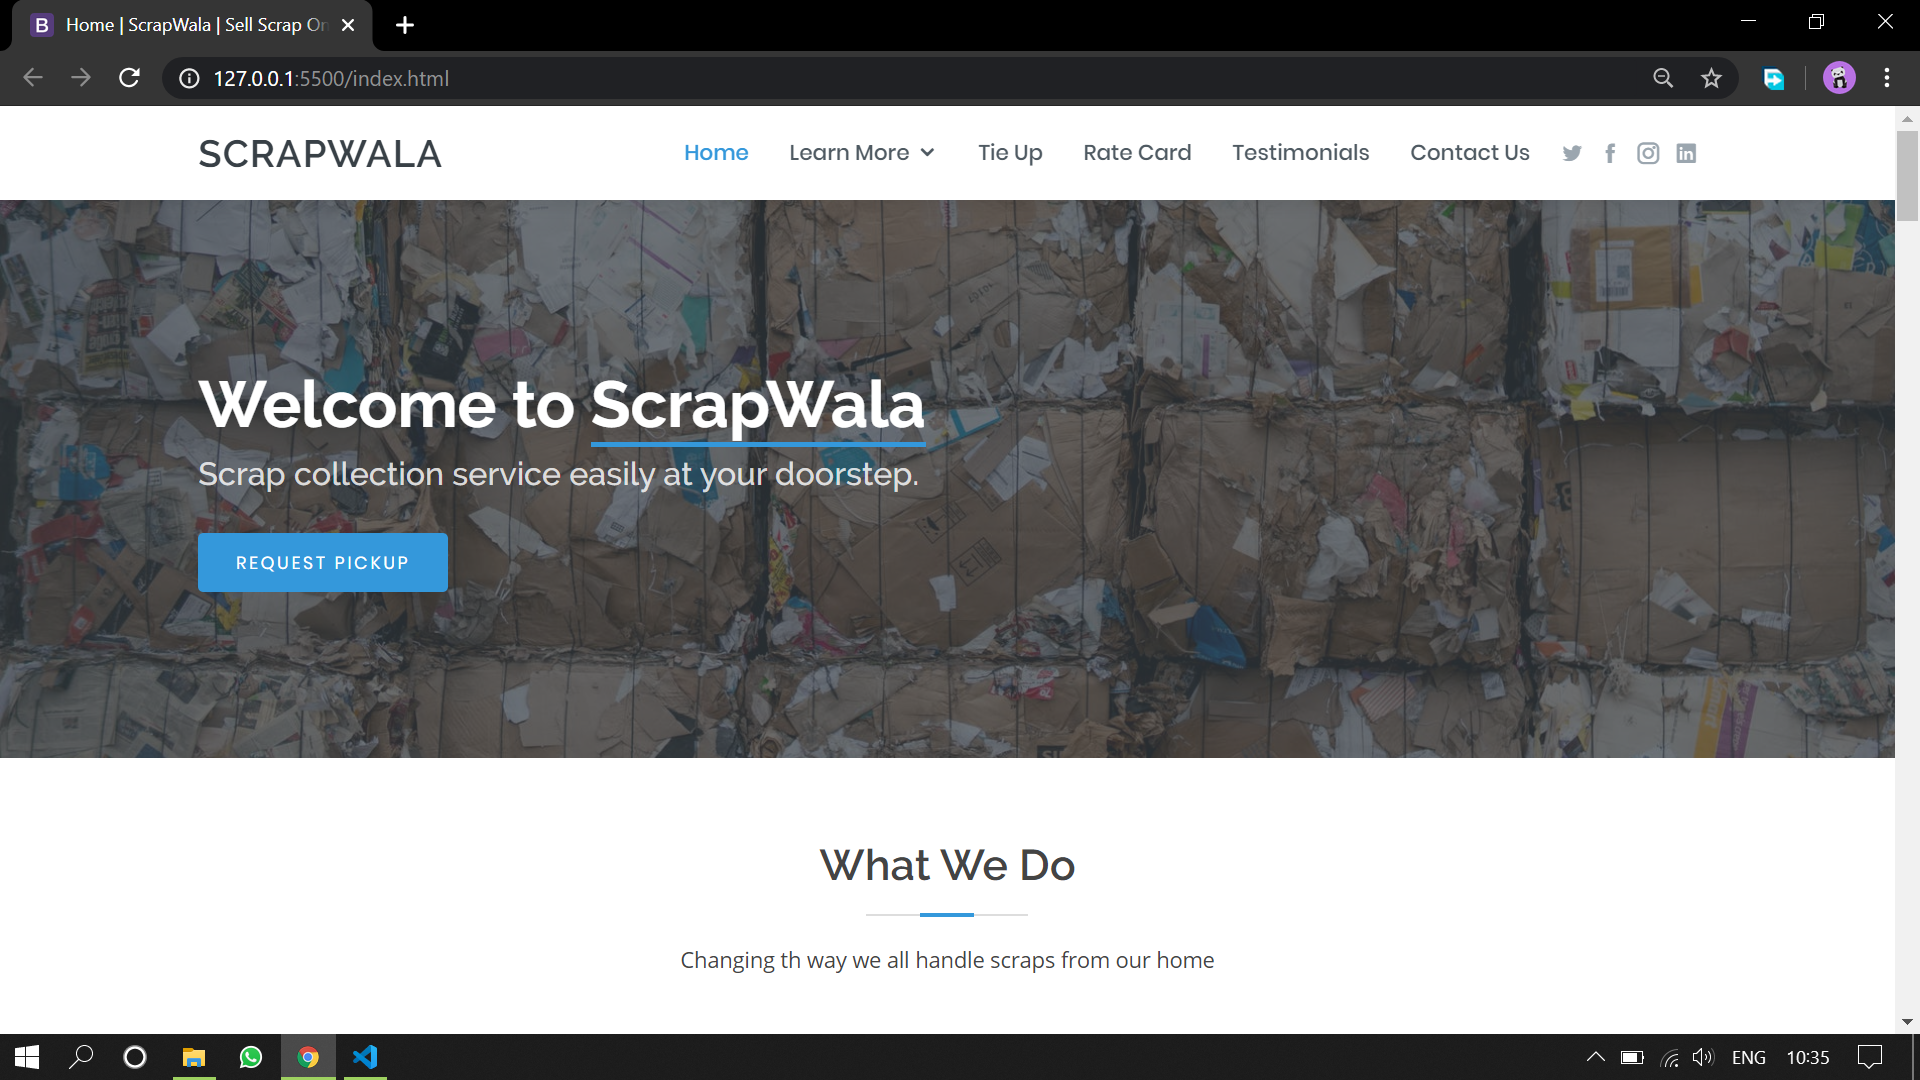 Home | ScrapWala | Sell Scrap On
127.0.0.1:5500/index.html
SCRAPWALA
Home
Learn More
Tie Up
Rate Card
Testimonials
Contact Us
Welcome to ScrapWala
Scrap collection service easily at your doorstep.
REQUEST PICKUP
What We Do
Changing th way we all handle scraps from our home
ENG
10:35